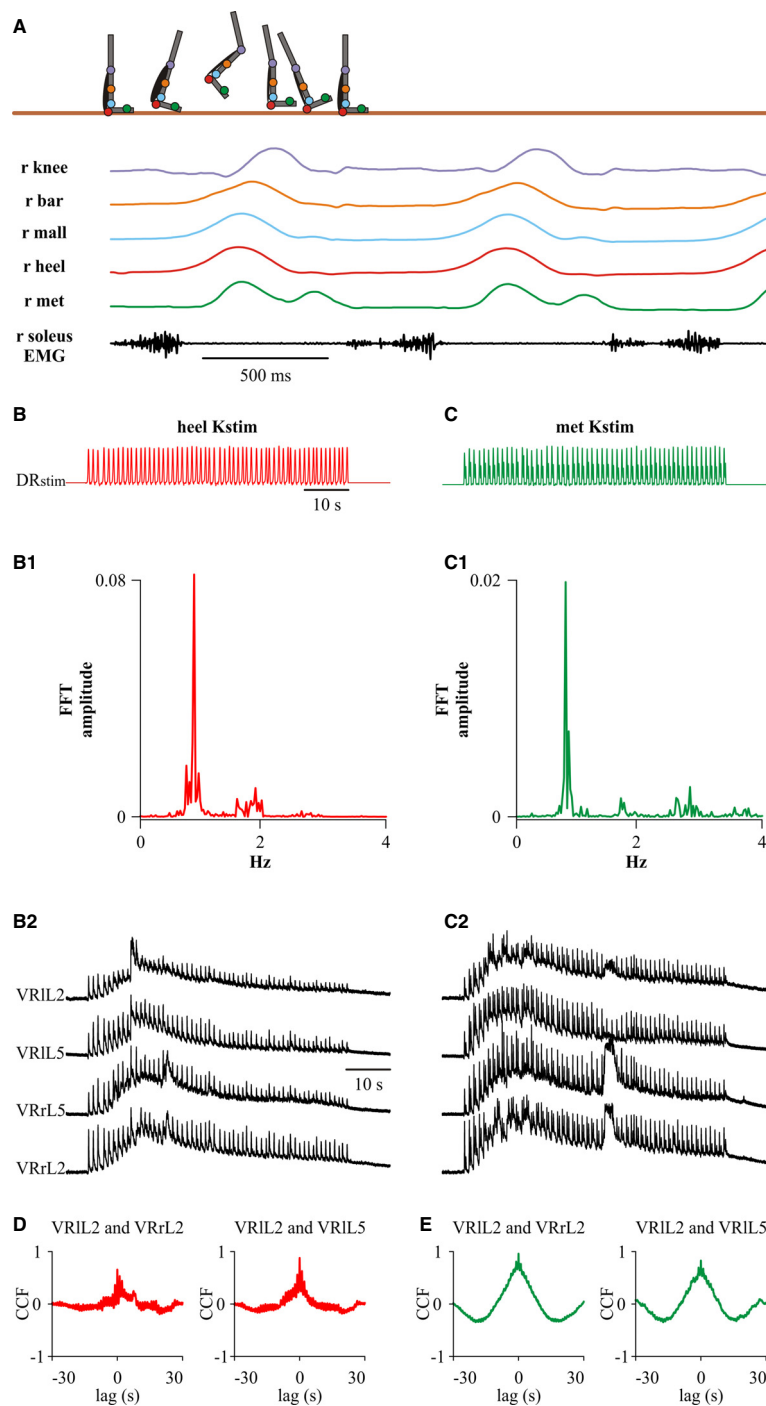 A
r knee
r bar
r mall
r heel
r met
r soleus
EMG
500 ms
B
heel Kstim
DRstim
10 s
C
met Kstim
B1
0.08
FFT
amplitude
0
0 2 4
Hz
C1
0.02
FFT
amplitude
0
0 2 4
Hz
B2
VRlL2
VRlL5
VRrL5
VRrL2
10 s
C2
D
VRlL2 and VRrL2
VRlL2 and VRlL5
1
CCF
0
-1
-30 0 30
lag (s)
-30 0 30
lag (s)
E
VRlL2 and VRrL2
VRlL2 and VRlL5
1
CCF
0
-1
-30 0 30
lag (s)
1
CCF
0
-1
-30 0 30
lag (s)